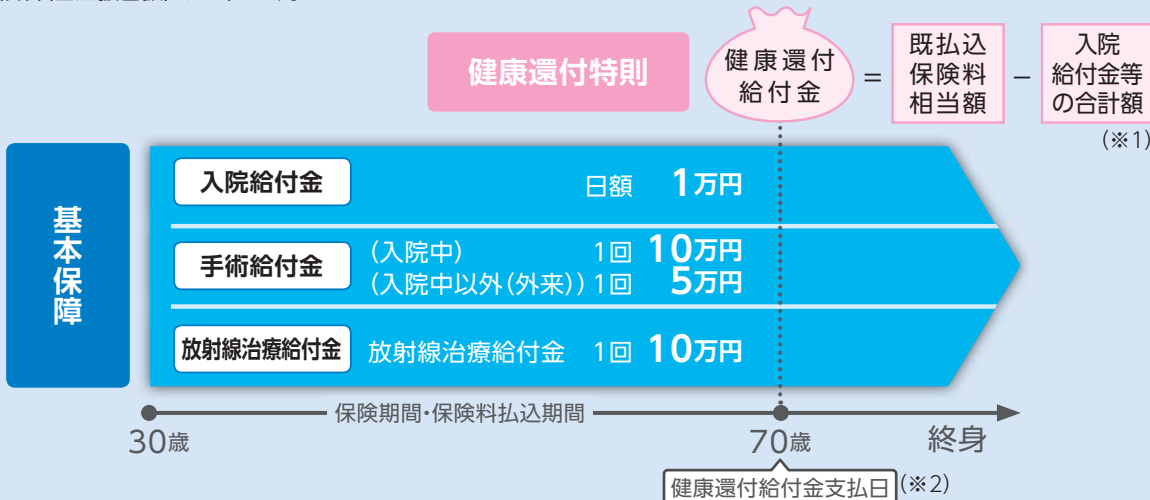 健康還付特則
健康還付
給付金
=
既払込
保険料
相当額
−
入院
給付金等
の合計額
(※1)
基本保障
入院給付金 日額 1万円
手術給付金 (入院中) 1回 10万円
(入院中以外(外来)) 1回 5万円
放射線治療給付金 放射線治療給付金 1回 10万円
保険期間・保険料払込期間
30歳 70歳 終身
健康還付給付金支払日 (※2)